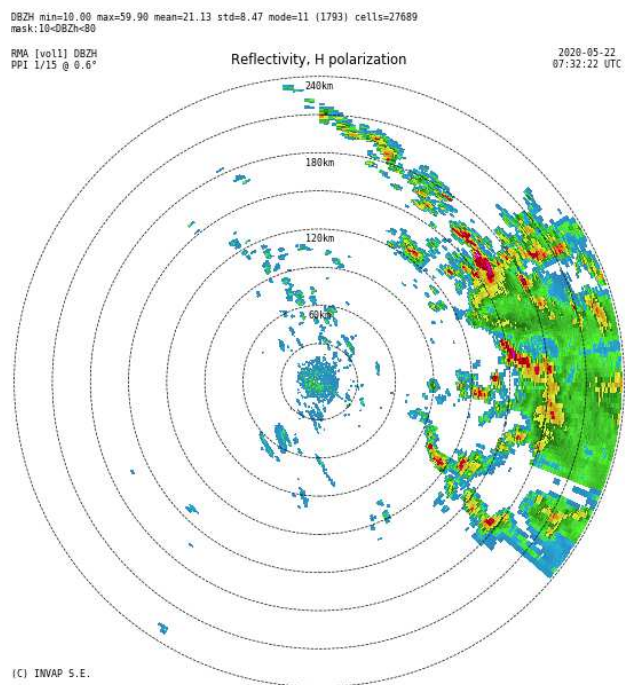 DBZH min=10.00 max=59.90 mean=21.13 std=8.47 mode=11 (1793) cells=27689
mask:10<DBZh<80
RMA [vol1] DBZH
PPI 1/15 @ 0.6°
Reflectivity, H polarization
2020-05-22
07:32:22 UTC
240km
180km
120km
60km
(C) INVAP S.E.